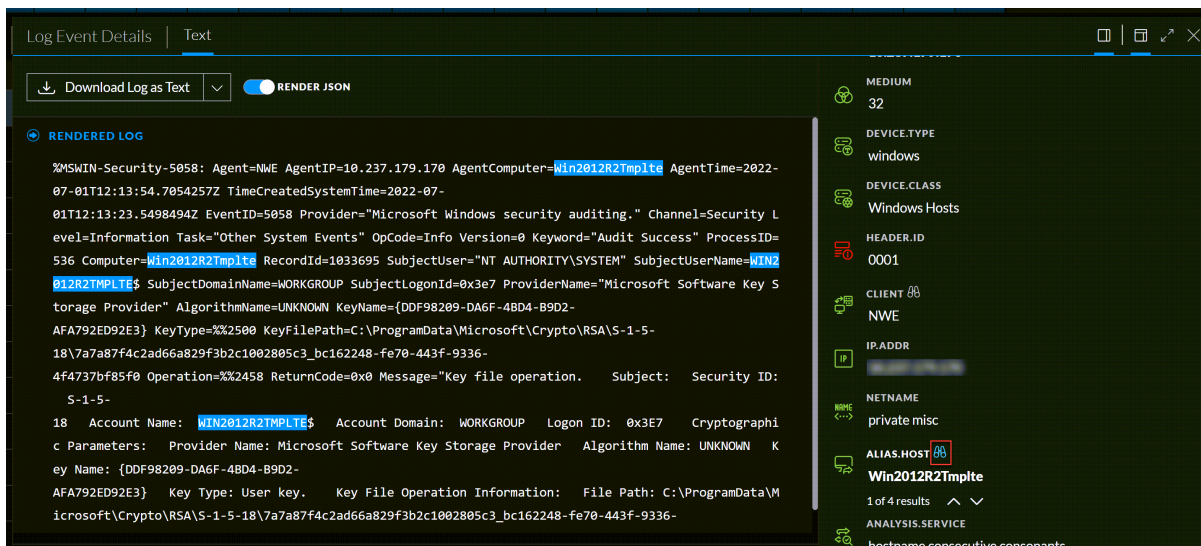 Log Event Details
Text
Download Log as Text
RENDER JSON
RENDERED LOG
%MSWIN-Security-5058: Agent=NWE AgentIP=10.237.179.170 AgentComputer=Win2012R2Tmplte AgentTime=2022-
07-01T12:13:54.7054257Z TimeCreatedSystemTime=2022-07-
01T12:13:23.5498494Z EventID=5058 Provider="Microsoft Windows security auditing." Channel=Security L
evel=Information Task="Other System Events" OpCode=Info Version=0 Keyword="Audit Success" ProcessID=
536 Computer=Win2012R2Tmplte RecordId=1033695 SubjectUser="NT AUTHORITY\SYSTEM" SubjectUserName=WIN2
012R2TMPLTE$ SubjectDomainName=WORKGROUP SubjectLogonId=0x3e7 ProviderName="Microsoft Software Key S
torage Provider" AlgorithmName=UNKNOWN KeyName={DDF98209-DA6F-4BD4-B9D2-
AFA792ED92E3} KeyType=%%2500 KeyFilePath=C:\ProgramData\Microsoft\Crypto\RSA\S-1-5-
18\7a7a87f4c2ad66a829f3b2c1002805c3_bc162248-fe70-443f-9336-
4f4737bf85f0 Operation=%%2458 ReturnCode=0x0 Message="Key file operation. Subject: Security ID:
S-1-5-
18 Account Name: WIN2012R2TMPLTE$ Account Domain: WORKGROUP Logon ID: 0x3E7 Cryptographi
c Parameters: Provider Name: Microsoft Software Key Storage Provider Algorithm Name: UNKNOWN K
ey Name: {DDF98209-DA6F-4BD4-B9D2-
AFA792ED92E3} Key Type: User key. Key File Operation Information: File Path: C:\ProgramData\M
icrosoft\Crypto\RSA\S-1-5-18\7a7a87f4c2ad66a829f3b2c1002805c3_bc162248-fe70-443f-9336-
MEDIUM
32
DEVICE.TYPE
windows
DEVICE.CLASS
Windows Hosts
HEADER.ID
0001
CLIENT
NWE
IP
IP.ADDR
NAME
NETNAME
private misc
ALIAS.HOST
Win2012R2Tmplte
1 of 4 results
ANALYSIS.SERVICE
hostname consecutive consonants